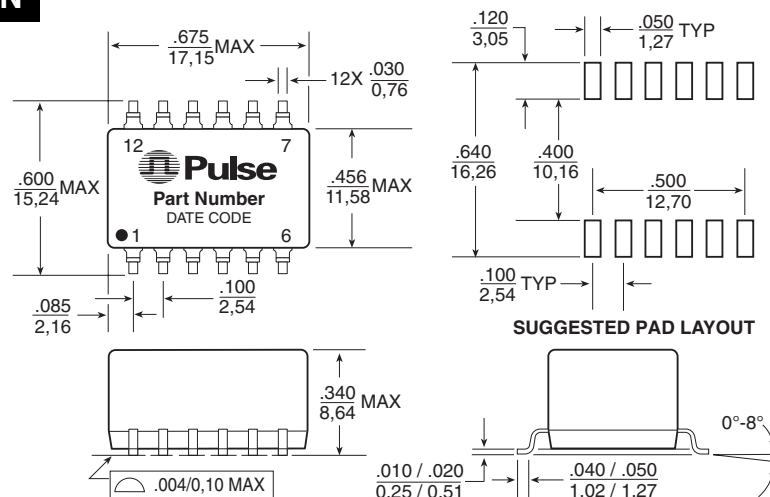 N
.675
17,15 MAX
12X .030
0,76
12
7
Pulse
Part Number
DATE CODE
1
6
.600
15,24 MAX
.456
11,58 MAX
.085
2,16
.100
2,54
.120
3,05
.050
1,27 TYP
.640
16,26
.400
10,16
.500
12,70
.100
2,54 TYP
SUGGESTED PAD LAYOUT
.340
8,64 MAX
.004/0,10 MAX
0°-8°
.010 / .020
0.25 / 0.51
.040 / .050
1.02 / 1.27